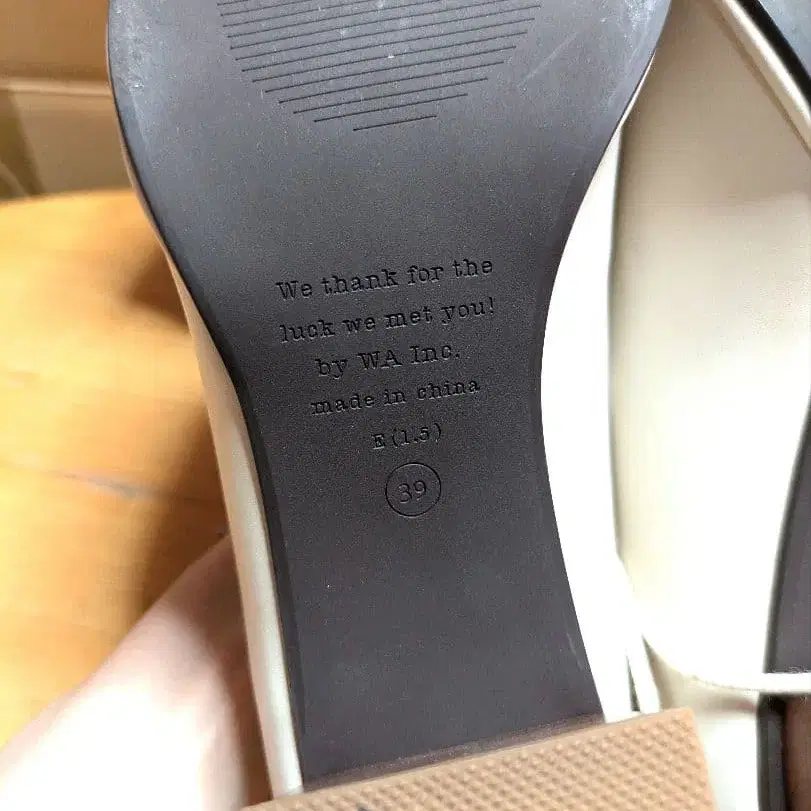 We thank for the
luck we met you!
by WA Inc.
made in china
E(1.5)
39